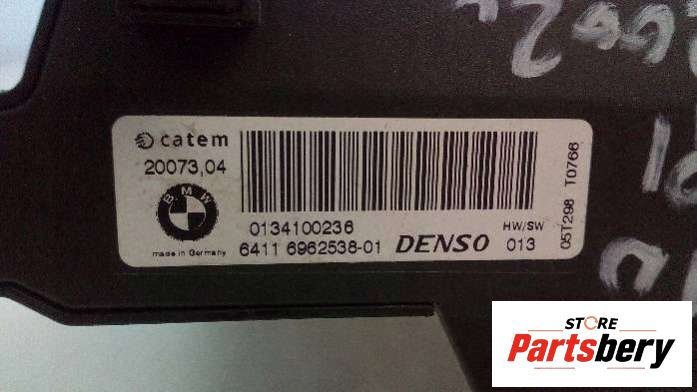 catem
20073,04
BMW
made in Germany
0134100236
6411 6962538-01
DENSO
HW/SW
013
05T298 T0766
STORE
Partsbery